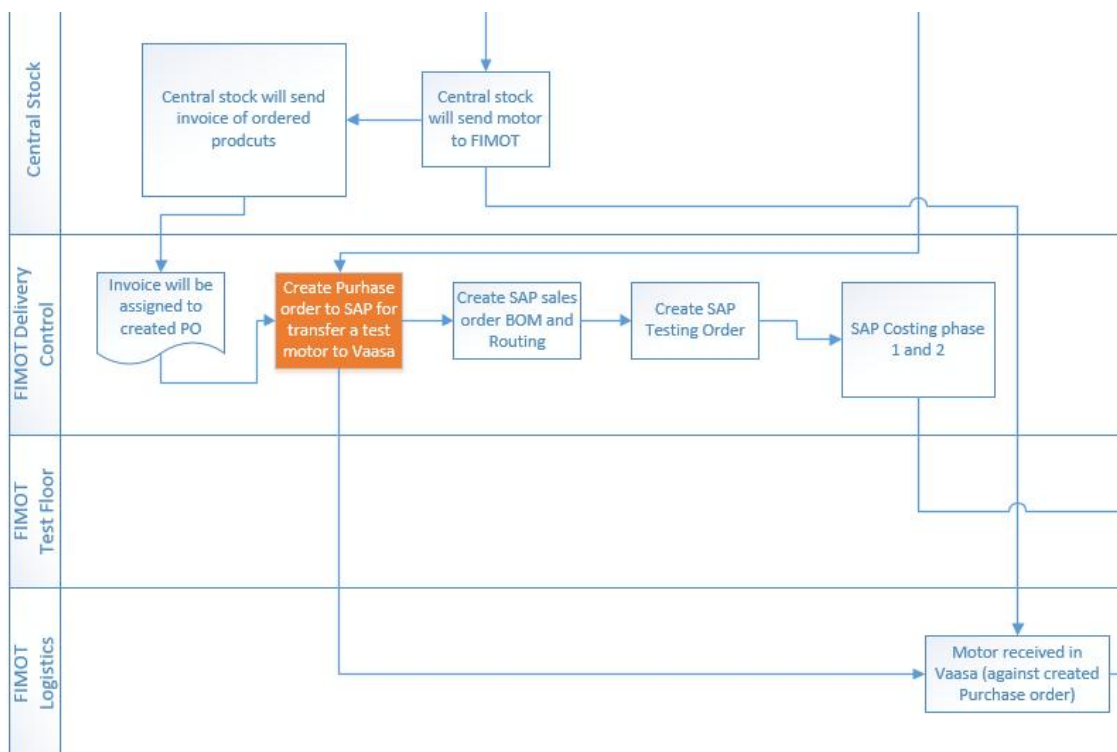 Central Stock
Central stock will send
invoice of ordered
prodcuts
Central stock
will send motor
to FIMOT
FIMOT Delivery
Control
Invoice will be
assigned to
created PO
Create Purhase
order to SAP for
transfer a test
motor to Vaasa
Create SAP sales
order BOM and
Routing
Create SAP
Testing Order
SAP Costing phase
1 and 2
FIMOT
Test Floor
FIMOT
Logistics
Motor received in
Vaasa (against created
Purchase order)